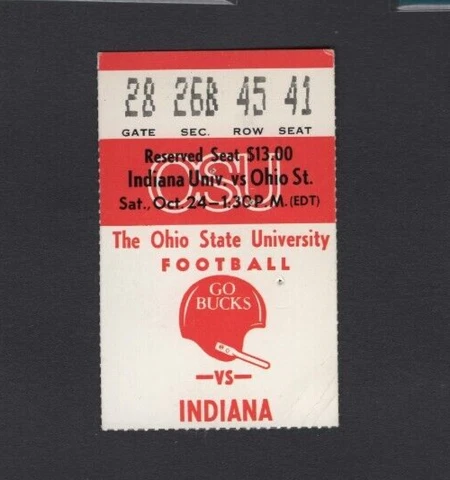 28 26B 45 41
GATE SEC. ROW SEAT
OSU
Reserved Seat $13.00
Indiana Univ. vs Ohio St.
Sat., Oct 24-1:30P.M. (EDT)
The Ohio State University
FOOTBALL
GO
BUCKS
-VS-
INDIANA